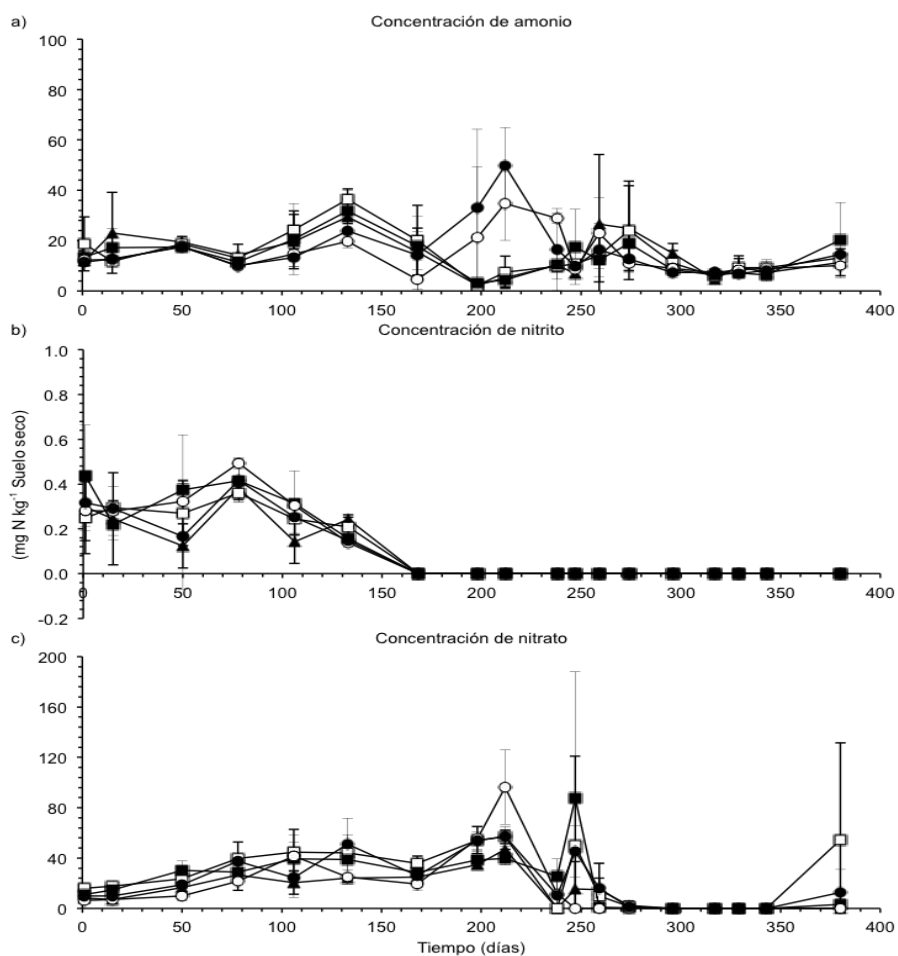 a) Concentración de amonio
100
80
60
40
20
0
0 50 100 150 200 250 300 350 400
b) Concentración de nitrito
1.0
0.8
0.6
0.4
0.2
0.0
-0.2
0 50 100 150 200 250 300 350 400
(mg N kg-1 Suelo seco)
c) Concentración de nitrato
200
160
120
80
40
0
0 50 100 150 200 250 300 350 400
Tiempo (días)